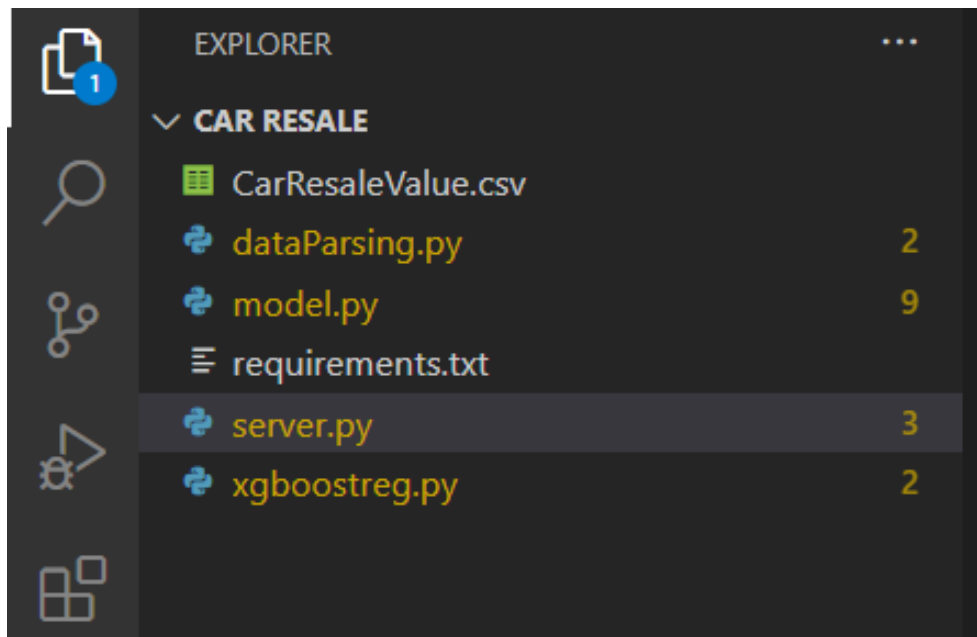 EXPLORER ...
1
CAR RESALE
CarResaleValue.csv
dataParsing.py 2
model.py 9
requirements.txt
server.py 3
xgboostreg.py 2